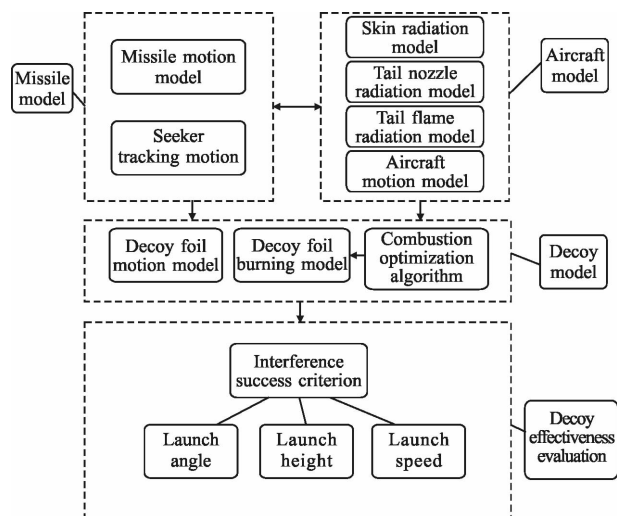 Missile
model
Missile motion
model
Seeker
tracking motion
Skin radiation
model
Tail nozzle
radiation model
Tail flame
radiation model
Aircraft
motion model
Aircraft
model
Decoy foil
motion model
Decoy foil
burning model
Combustion
optimization
algorithm
Decoy
model
Interference
success criterion
Launch
angle
Launch
height
Launch
speed
Decoy
effectiveness
evaluation